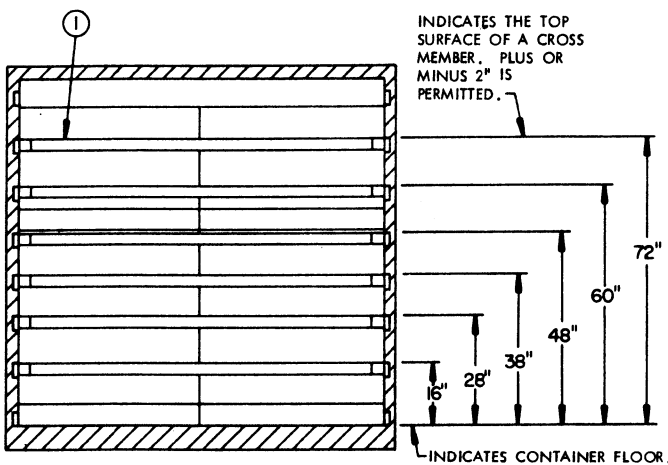 1
INDICATES THE TOP
SURFACE OF A CROSS
MEMBER. PLUS OR
MINUS 2" IS
PERMITTED.
72"
60"
48"
38"
28"
16"
INDICATES CONTAINER FLOOR.